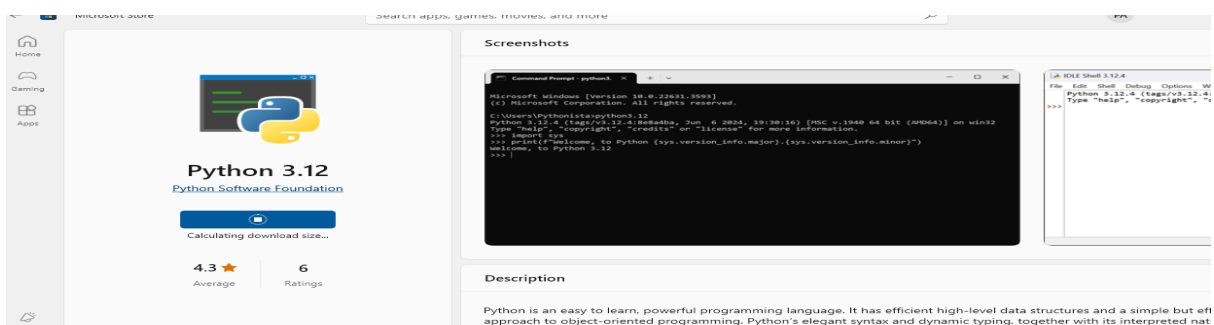 Microsoft Store
Search apps, games, movies, and more
PA
Home
Gaming
Apps
Python 3.12
Python Software Foundation
Calculating download size...
4.3
6
Average
Ratings
Screenshots
Command Prompt - python3.
Microsoft Windows [Version 10.0.22631.3593]
(c) Microsoft Corporation. All rights reserved.
C:\Users\Pythonista>python3.12
Python 3.12.4 (tags/v3.12.4:8e8a4ba, Jun  6 2024, 19:30:16) [MSC v.1940 64 bit (AMD64)] on win32
Type "help", "copyright", "credits" or "license" for more information.
>>> import sys
>>> print(f"Welcome, to Python {sys.version_info.major}.{sys.version_info.minor}")
Welcome, to Python 3.12
>>>
IDLE Shell 3.12.4
File Edit Shell Debug Options W
Python 3.12.4 (tags/v3.12.4:
Type "help", "copyright", "c
>>>
Description
Python is an easy to learn, powerful programming language. It has efficient high-level data structures and a simple but ef
approach to object-oriented programming. Python's elegant syntax and dynamic typing, together with its interpreted nat